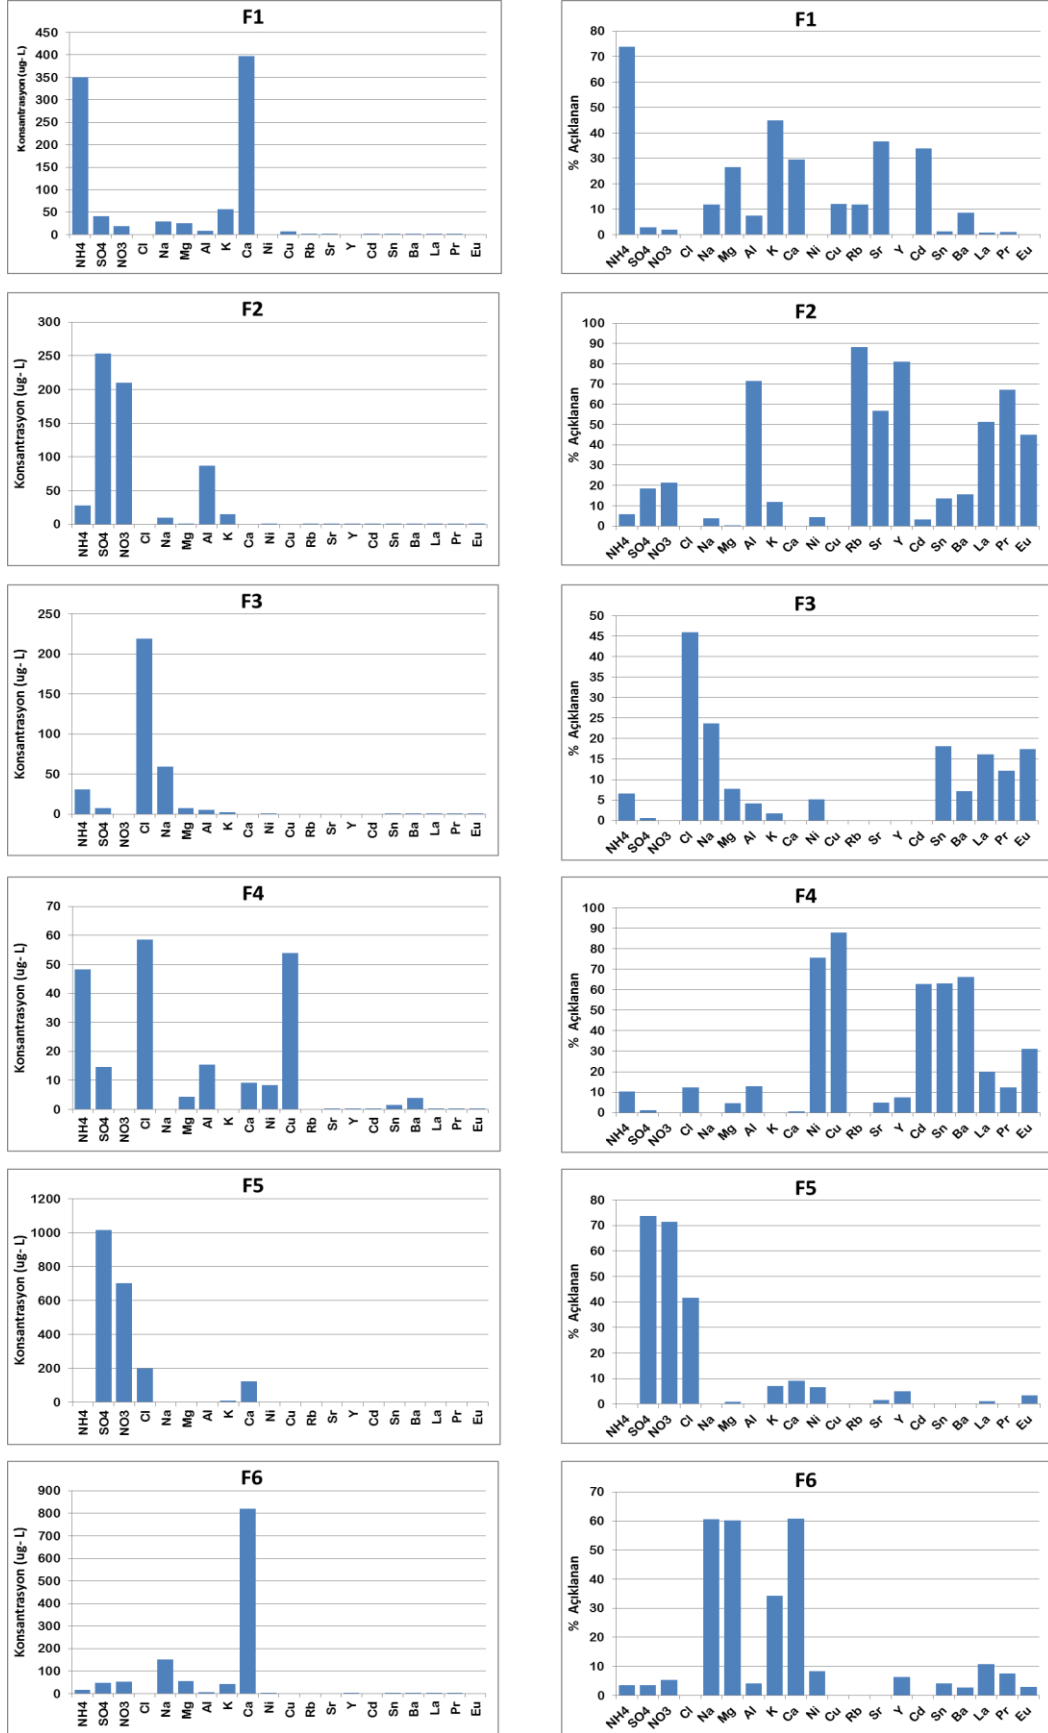 F1
Konsantrasyon (ug- L)
450
400
350
300
250
200
150
100
50
0
NH4 SO4 NO3 Cl Na Mg Al K Ca Ni Cu Rb Sr Y Cd Sn Ba La Pr Eu
F1
% Açıklanan
80
70
60
50
40
30
20
10
0
NH4 SO4 NO3 Cl Na Mg Al K Ca Ni Cu Rb Sr Y Cd Sn Ba La Pr Eu
F2
Konsantrasyon (ug- L)
300
250
200
150
100
50
0
NH4 SO4 NO3 Cl Na Mg Al K Ca Ni Cu Rb Sr Y Cd Sn Ba La Pr Eu
F2
% Açıklanan
100
90
80
70
60
50
40
30
20
10
0
NH4 SO4 NO3 Cl Na Mg Al K Ca Ni Cu Rb Sr Y Cd Sn Ba La Pr Eu
F3
Konsantrasyon (ug- L)
250
200
150
100
50
0
NH4 SO4 NO3 Cl Na Mg Al K Ca Ni Cu Rb Sr Y Cd Sn Ba La Pr Eu
F3
% Açıklanan
50
45
40
35
30
25
20
15
10
5
0
NH4 SO4 NO3 Cl Na Mg Al K Ca Ni Cu Rb Sr Y Cd Sn Ba La Pr Eu
F4
Konsantrasyon (ug- L)
70
60
50
40
30
20
10
0
NH4 SO4 NO3 Cl Na Mg Al K Ca Ni Cu Rb Sr Y Cd Sn Ba La Pr Eu
F4
% Açıklanan
100
90
80
70
60
50
40
30
20
10
0
NH4 SO4 NO3 Cl Na Mg Al K Ca Ni Cu Rb Sr Y Cd Sn Ba La Pr Eu
F5
Konsantrasyon (ug- L)
1200
1000
800
600
400
200
0
NH4 SO4 NO3 Cl Na Mg Al K Ca Ni Cu Rb Sr Y Cd Sn Ba La Pr Eu
F5
% Açıklanan
80
70
60
50
40
30
20
10
0
NH4 SO4 NO3 Cl Na Mg Al K Ca Ni Cu Rb Sr Y Cd Sn Ba La Pr Eu
F6
Konsantrasyon (ug- L)
900
800
700
600
500
400
300
200
100
0
NH4 SO4 NO3 Cl Na Mg Al K Ca Ni Cu Rb Sr Y Cd Sn Ba La Pr Eu
F6
% Açıklanan
70
60
50
40
30
20
10
0
NH4 SO4 NO3 Cl Na Mg Al K Ca Ni Cu Rb Sr Y Cd Sn Ba La Pr Eu